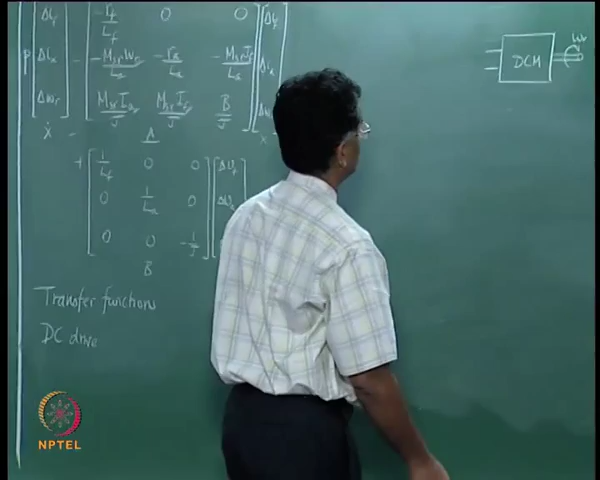 Δi_f -r_f/L_f 0 0 Δi_f
p Δi_a = -M_sr ω_r/L_a -r_a/L_a -M_sr I_f/L_a Δi_a
Δω_r M_sr I_a/J M_sr I_f/J B/J Δω
ẋ = A x
+ 1/L_f 0 0 Δv_f
0 1/L_a 0 Δv_a
0 0 -1/J
B
Transfer functions
DC drive
DCM ω_r
NPTEL